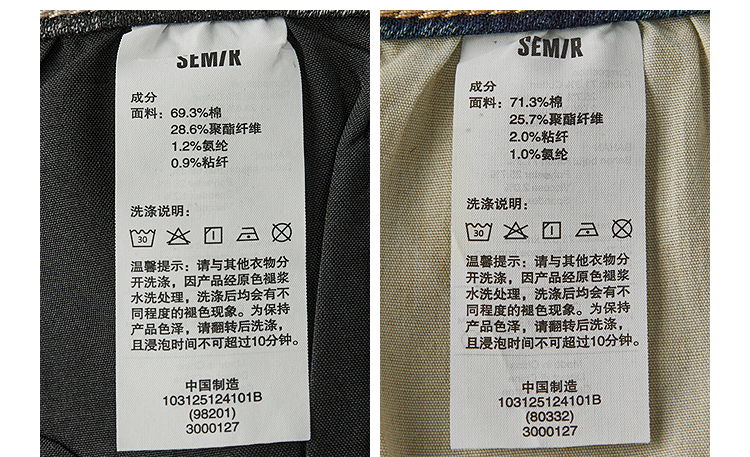 SEMIR
成分
面料：69.3%棉
28.6%聚酯纤维
1.2%氨纶
0.9%粘纤
洗涤说明：
30
温馨提示：请与其他衣物分
开洗涤，因产品经原色褪浆
水洗处理，洗涤后均会有不
同程度的褪色现象。为保持
产品色泽，请翻转后洗涤，
且浸泡时间不可超过10分钟。
中国制造
103125124101B
(98201)
3000127
SEMIR
成分
面料：71.3%棉
25.7%聚酯纤维
2.0%粘纤
1.0%氨纶
洗涤说明：
30
温馨提示：请与其他衣物分
开洗涤，因产品经原色褪浆
水洗处理，洗涤后均会有不
同程度的褪色现象。为保持
产品色泽，请翻转后洗涤，
且浸泡时间不可超过10分钟。
中国制造
103125124101B
(80332)
3000127